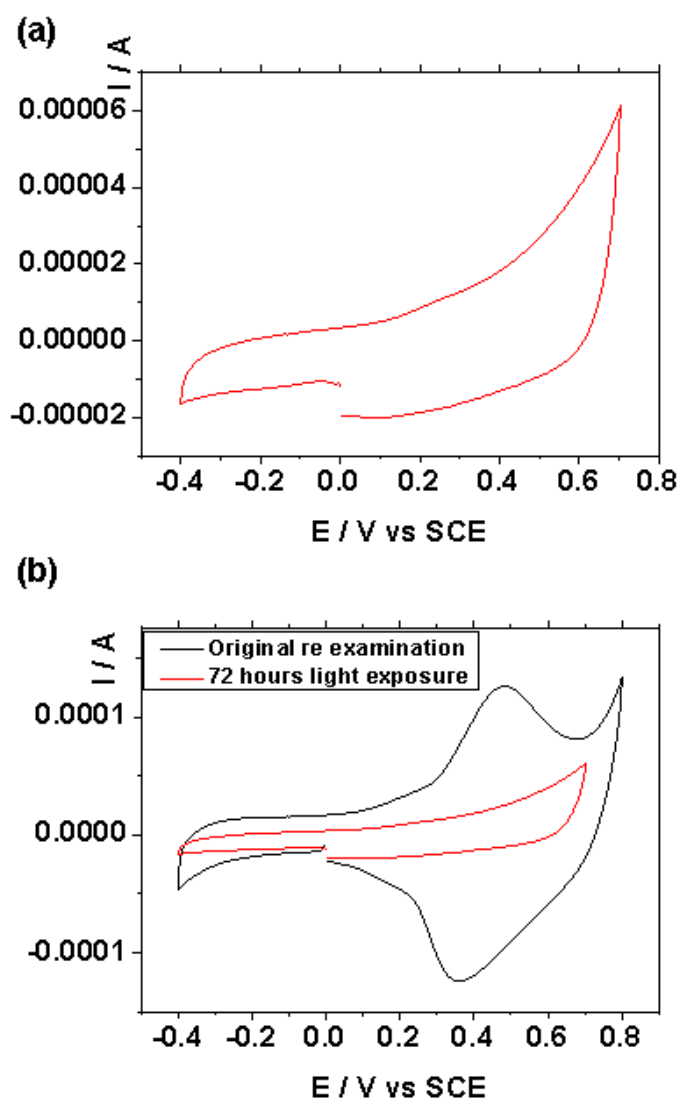 (a)
I / A
0.00006
0.00004
0.00002
0.00000
-0.00002
-0.4 -0.2 0.0 0.2 0.4 0.6 0.8
E / V vs SCE
(b)
I / A
Original re examination
72 hours light exposure
0.0001
0.0000
-0.0001
-0.4 -0.2 0.0 0.2 0.4 0.6 0.8
E / V vs SCE